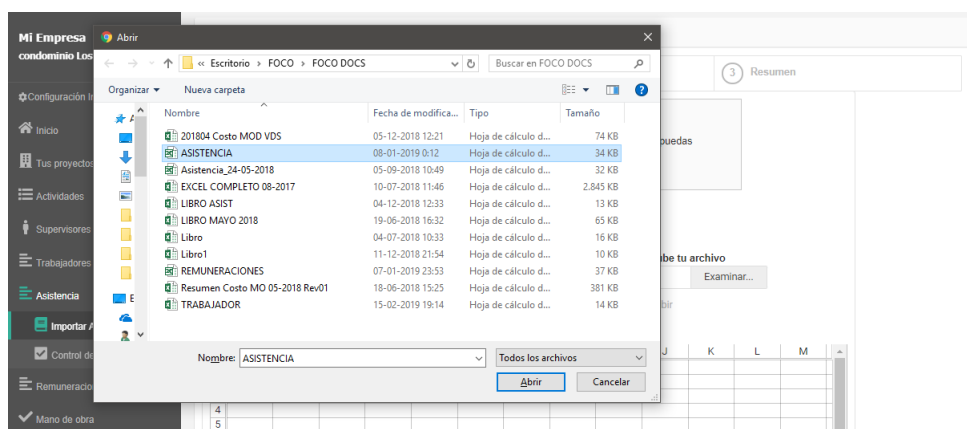 Mi Empresa
condominio Los
Configuración In
Inicio
Tus proyectos
Actividades
Supervisores
Trabajadores
Asistencia
Importar A
Control de
Remuneracio
Mano de obra
Abrir
« Escritorio > FOCO > FOCO DOCS
Buscar en FOCO DOCS
Organizar
Nueva carpeta
?
Nombre Fecha de modifica... Tipo Tamaño
201804 Costo MOD VDS 05-12-2018 12:21 Hoja de cálculo d... 74 KB
ASISTENCIA 08-01-2019 0:12 Hoja de cálculo d... 34 KB
Asistencia_24-05-2018 05-09-2018 10:49 Hoja de cálculo d... 32 KB
EXCEL COMPLETO 08-2017 10-07-2018 11:46 Hoja de cálculo d... 2.845 KB
LIBRO ASIST 04-12-2018 12:33 Hoja de cálculo d... 13 KB
LIBRO MAYO 2018 19-06-2018 16:32 Hoja de cálculo d... 65 KB
Libro 04-07-2018 10:33 Hoja de cálculo d... 16 KB
Libro1 11-12-2018 21:54 Hoja de cálculo d... 10 KB
REMUNERACIONES 07-01-2019 23:53 Hoja de cálculo d... 37 KB
Resumen Costo MO 05-2018 Rev01 18-06-2018 15:25 Hoja de cálculo d... 381 KB
TRABAJADOR 15-02-2019 19:14 Hoja de cálculo d... 14 KB
Nombre: ASISTENCIA
Todos los archivos
Abrir
Cancelar
3 Resumen
puedas
be tu archivo
Examinar...
bir
J K L M
4
5